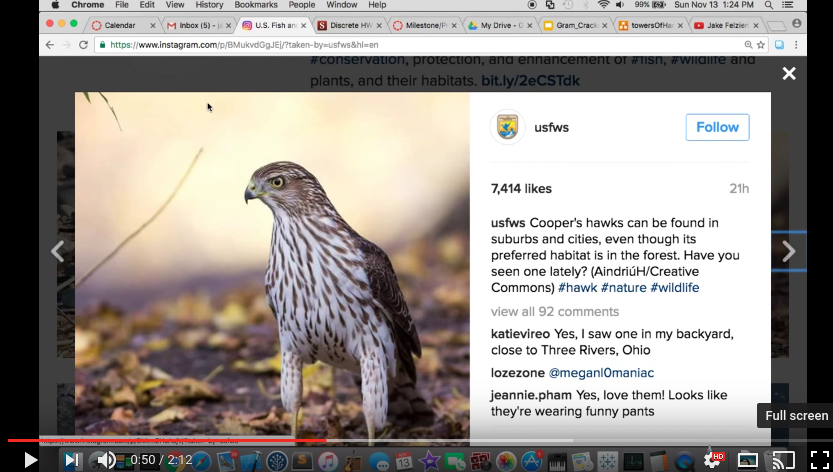 Chrome File Edit View History Bookmarks People Window Help 99% Sun Nov 13 1:24 PM
Calendar Inbox (5) - j U.S. Fish an Discrete HW Milestone/P My Drive - G Gram_Crack towersOfHa Jake Feizler
https://www.instagram.com/p/BMukvdGgJEj/?taken-by=usfws&hl=en
#conservation, protection, and enhancement of #fish, #wildlife and
plants, and their habitats. bit.ly/2eCSTdk
usfws
Follow
7,414 likes 21h
usfws Cooper's hawks can be found in
suburbs and cities, even though its
preferred habitat is in the forest. Have you
seen one lately? (AindriúH/Creative
Commons) #hawk #nature #wildlife
view all 92 comments
katievireo Yes, I saw one in my backyard,
close to Three Rivers, Ohio
lozezone @meganl0maniac
jeannie.pham Yes, love them! Looks like
they're wearing funny pants
Full screen
13
0:50 / 2:12
HD